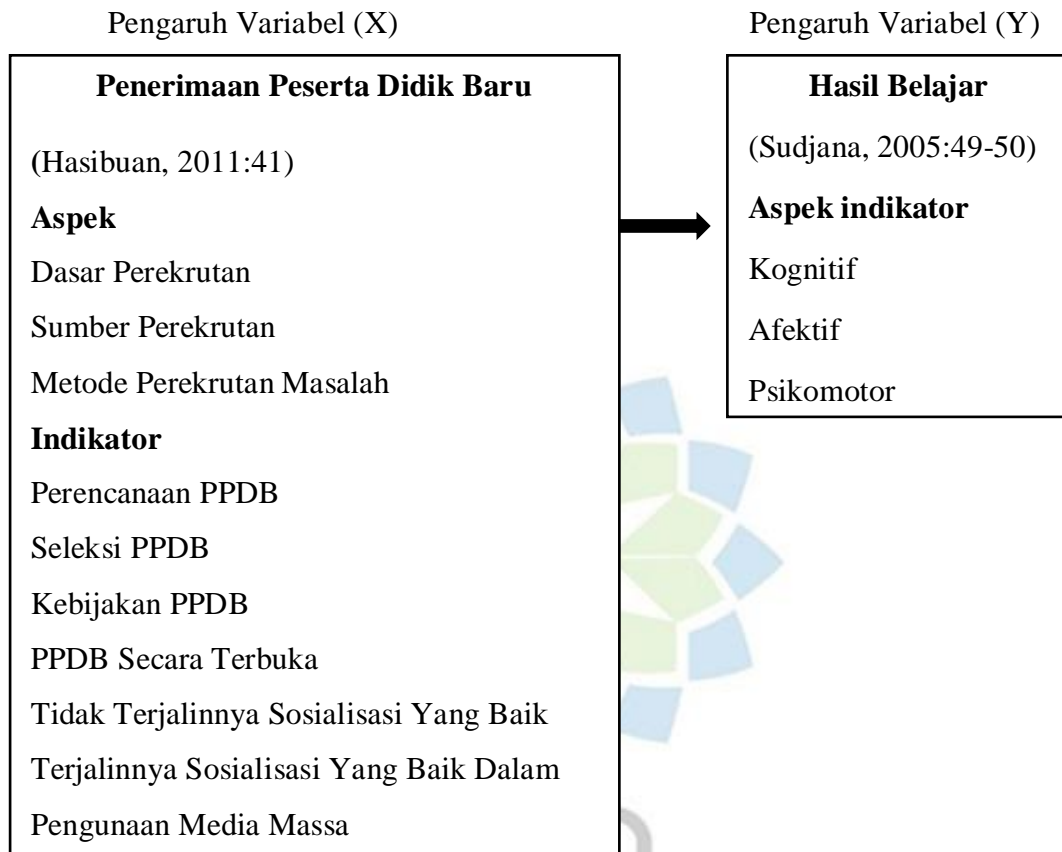 Pengaruh Variabel (X)
Penerimaan Peserta Didik Baru
(Hasibuan, 2011:41)
Aspek
Dasar Perekrutan
Sumber Perekrutan
Metode Perekrutan Masalah
Indikator
Perencanaan PPDB
Seleksi PPDB
Kebijakan PPDB
PPDB Secara Terbuka
Tidak Terjalinnya Sosialisasi Yang Baik
Terjalinnya Sosialisasi Yang Baik Dalam
Pengunaan Media Massa
Pengaruh Variabel (Y)
Hasil Belajar
(Sudjana, 2005:49-50)
Aspek indikator
Kognitif
Afektif
Psikomotor